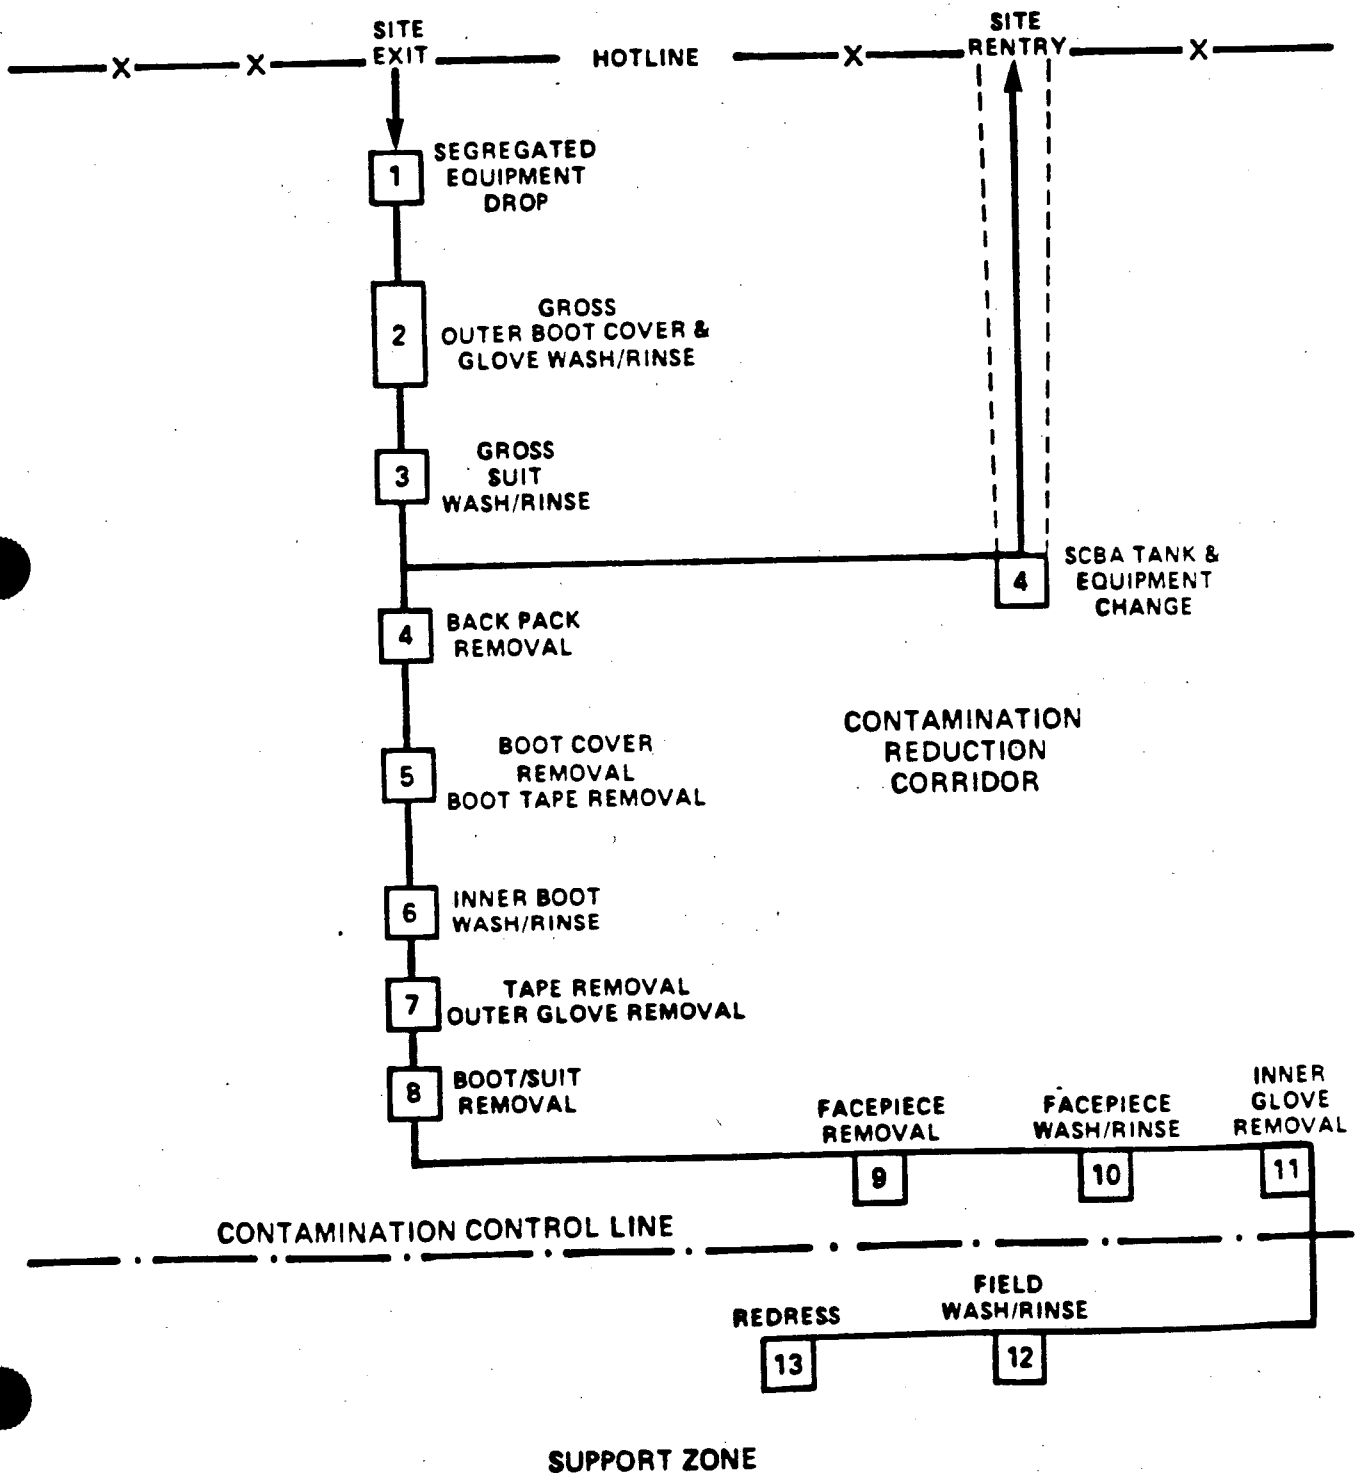 SITE
EXIT
HOTLINE
SITE
RENTRY
X
X
X
X
1
SEGREGATED
EQUIPMENT
DROP
2
GROSS
OUTER BOOT COVER &
GLOVE WASH/RINSE
3
GROSS
SUIT
WASH/RINSE
4
SCBA TANK &
EQUIPMENT
CHANGE
4
BACK PACK
REMOVAL
CONTAMINATION
REDUCTION
CORRIDOR
5
BOOT COVER
REMOVAL
BOOT TAPE REMOVAL
6
INNER BOOT
WASH/RINSE
7
TAPE REMOVAL
OUTER GLOVE REMOVAL
8
BOOT/SUIT
REMOVAL
FACEPIECE
REMOVAL
9
FACEPIECE
WASH/RINSE
10
INNER
GLOVE
REMOVAL
11
CONTAMINATION CONTROL LINE
REDRESS
13
FIELD
WASH/RINSE
12
SUPPORT ZONE